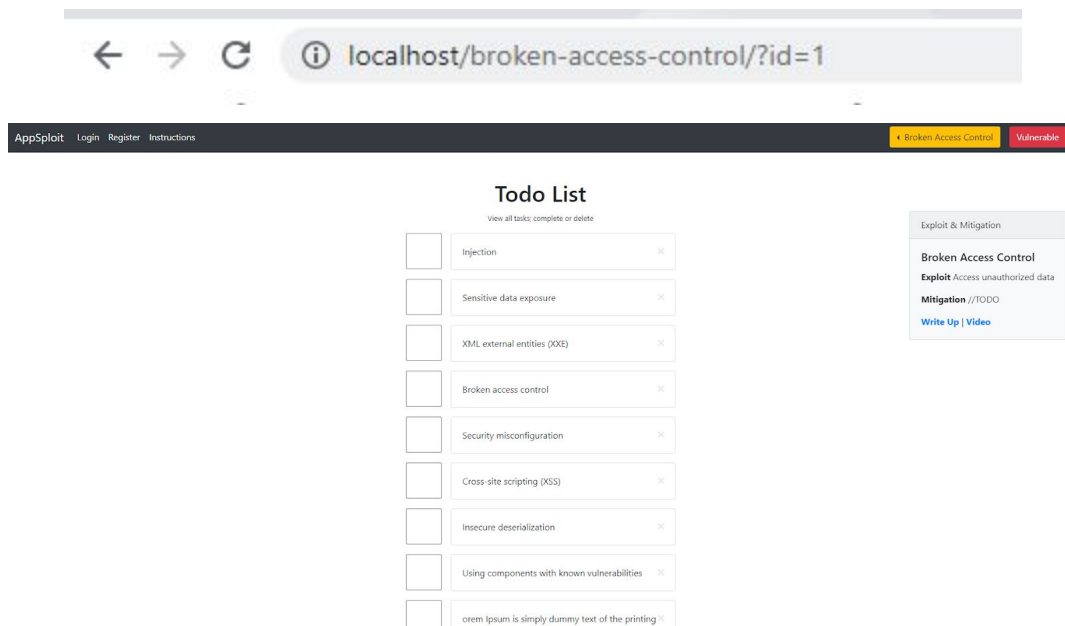 localhost/broken-access-control/?id=1
AppSploit Login Register Instructions
Broken Access Control Vulnerable
Todo List
View all tasks; complete or delete
Injection
Sensitive data exposure
XML external entities (XXE)
Broken access control
Security misconfiguration
Cross-site scripting (XSS)
Insecure deserialization
Using components with known vulnerabilities
orem Ipsum is simply dummy text of the printing
Exploit & Mitigation
Broken Access Control
Exploit Access unauthorized data
Mitigation //TODO
Write Up | Video